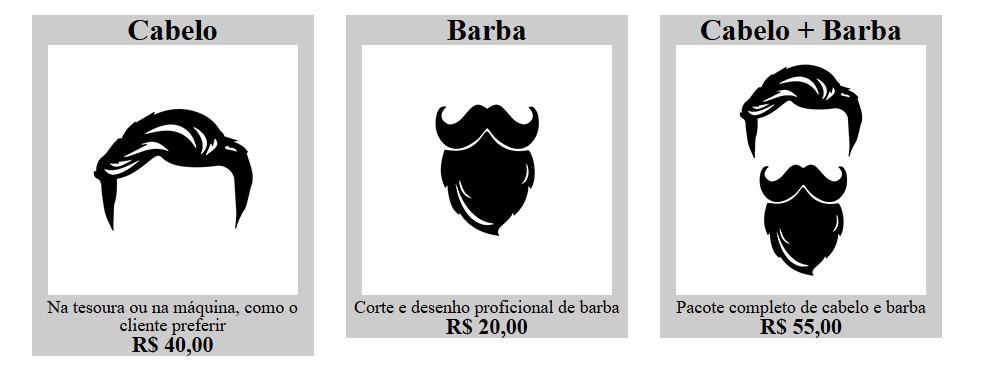 Cabelo
Na tesoura ou na máquina, como o
cliente preferir
R$ 40,00
Barba
Corte e desenho proficional de barba
R$ 20,00
Cabelo + Barba
Pacote completo de cabelo e barba
R$ 55,00